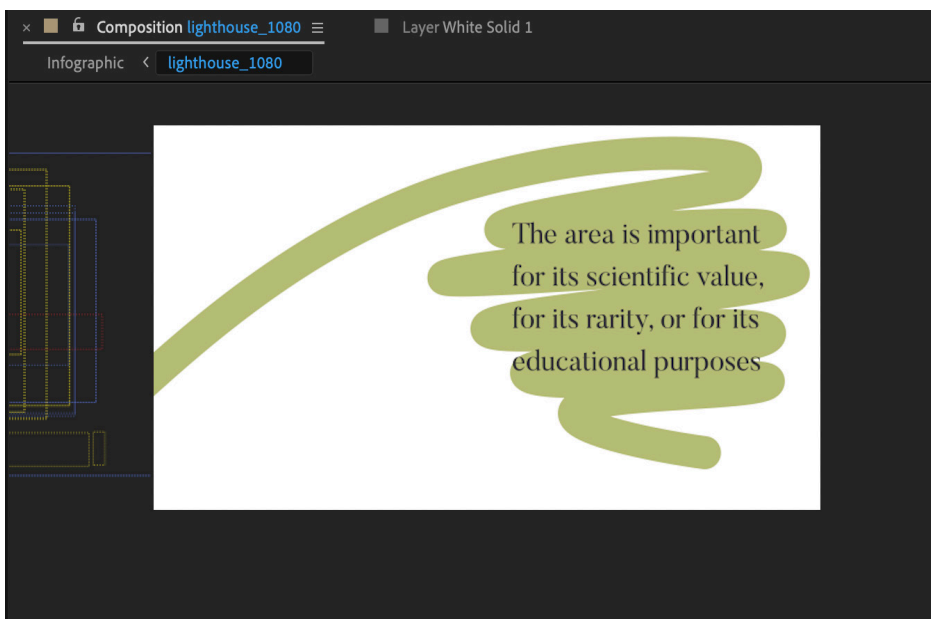 × Composition lighthouse_1080 ☰ Layer White Solid 1
Infographic < lighthouse_1080
The area is important
for its scientific value,
for its rarity, or for its
educational purposes